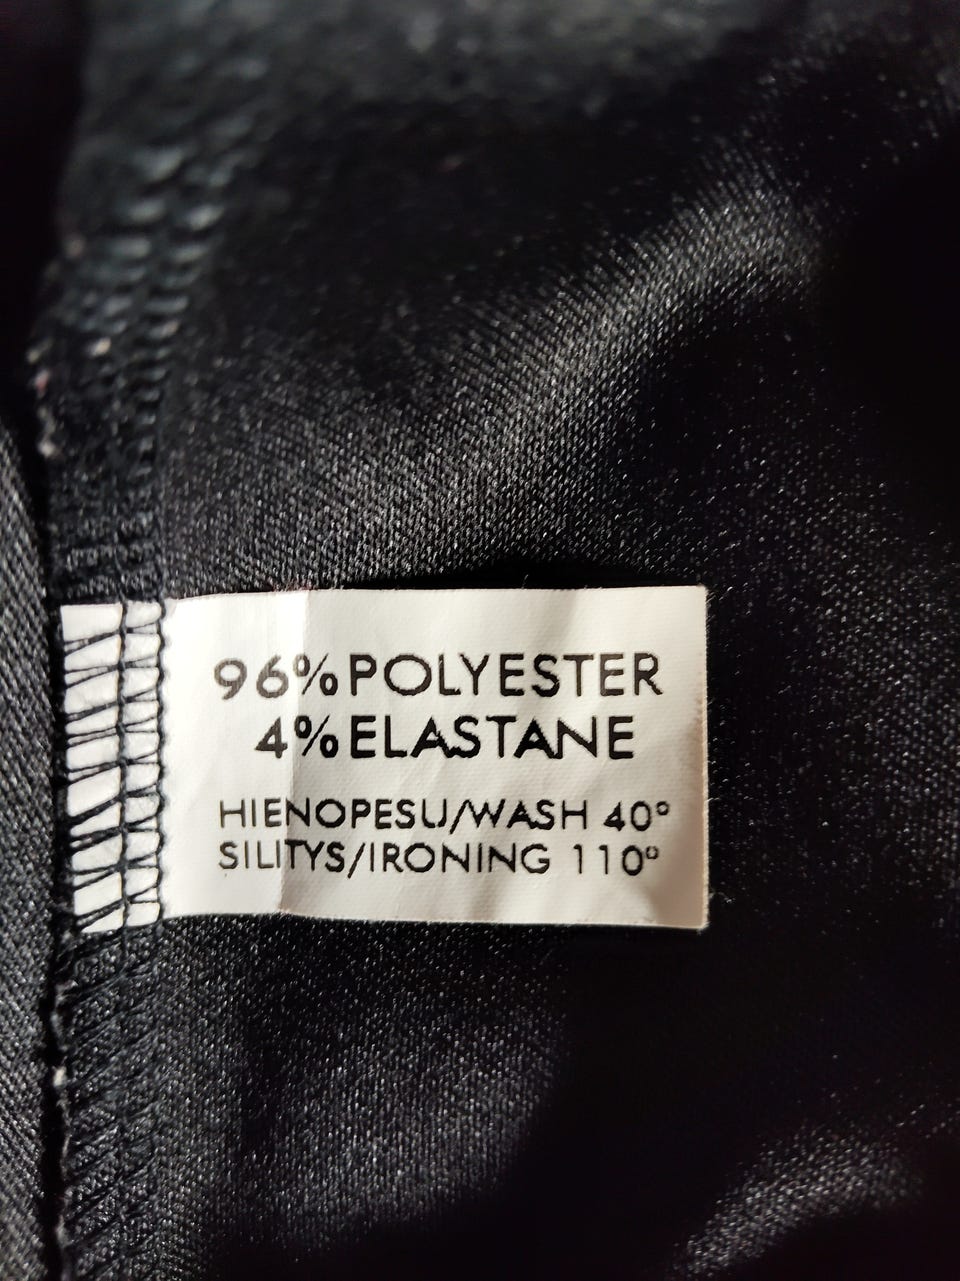 96% POLYESTER
4% ELASTANE
HIENOPESU/WASH 40°
SILITYS/IRONING 110°